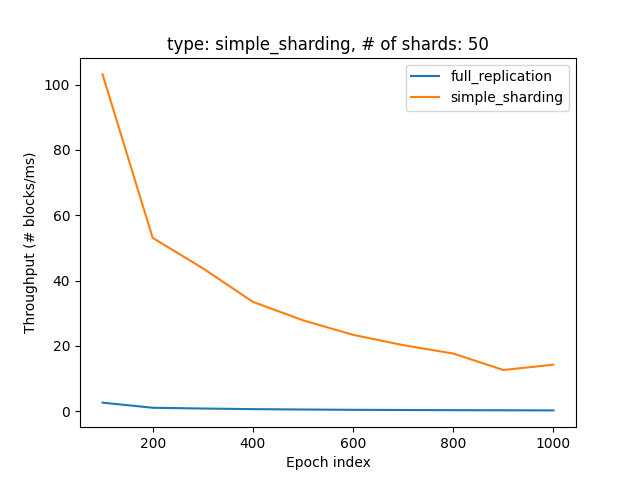 type: simple_sharding, # of shards: 50
full_replication
simple_sharding
Throughput (# blocks/ms)
100
80
60
40
20
0
200
400
600
800
1000
Epoch index